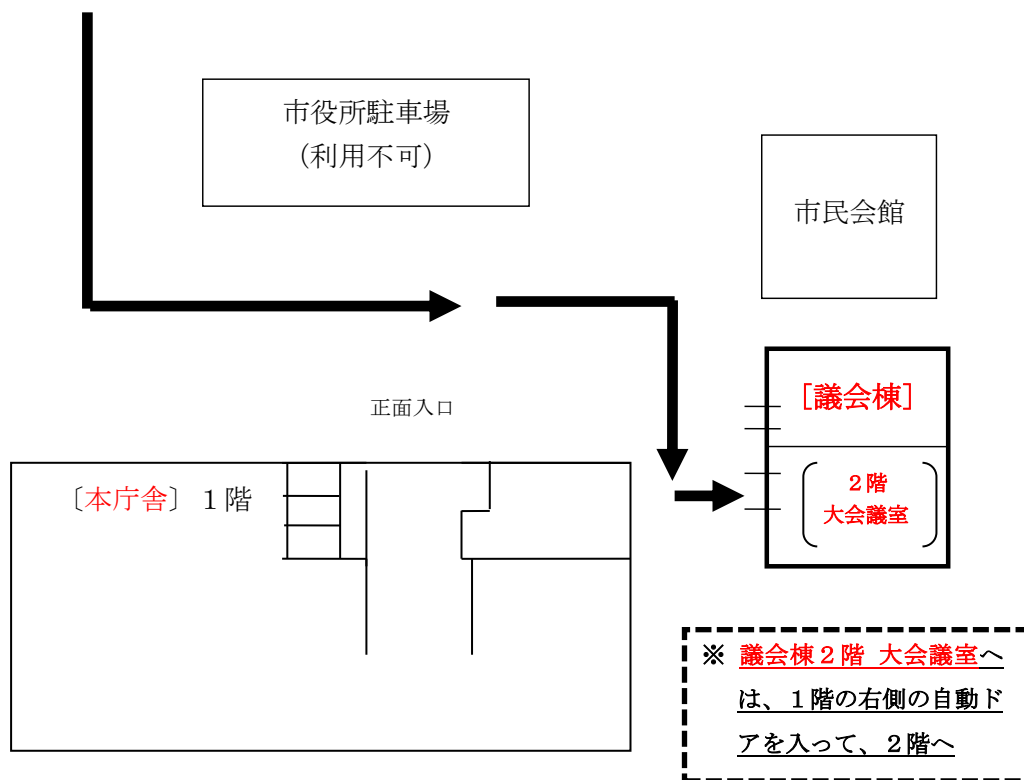 市役所駐車場
（利用不可）
市民会館
正面入口
［議会棟］
〔本庁舎〕１階
２階
大会議室
※ 議会棟２階 大会議室へ
は、１階の右側の自動ド
アを入って、２階へ